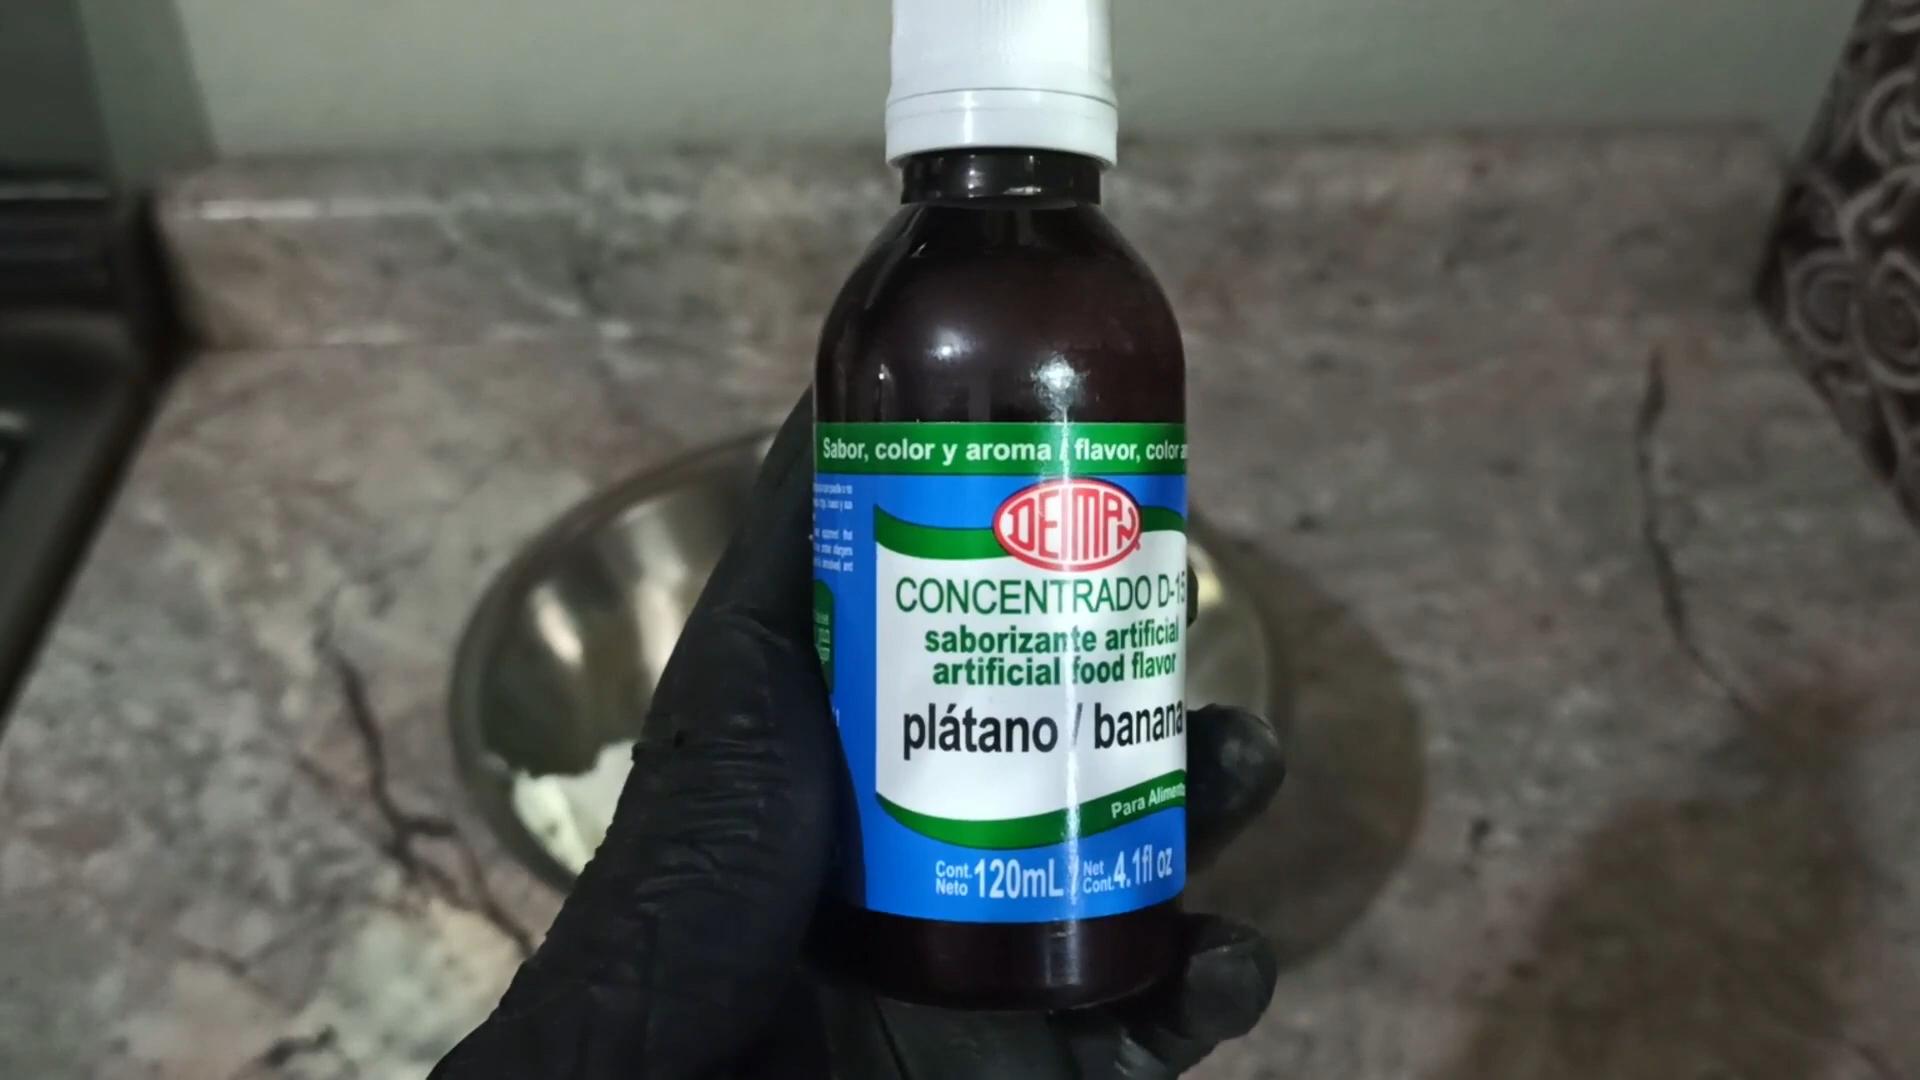 Sabor, color y aroma / flavor, color
DEIMAN
CONCENTRADO D-15
saborizante artificial
artificial food flavor
plátano / banana
Para Aliment
Cont. Neto 120mL / Net Cont. 4.1fl oz